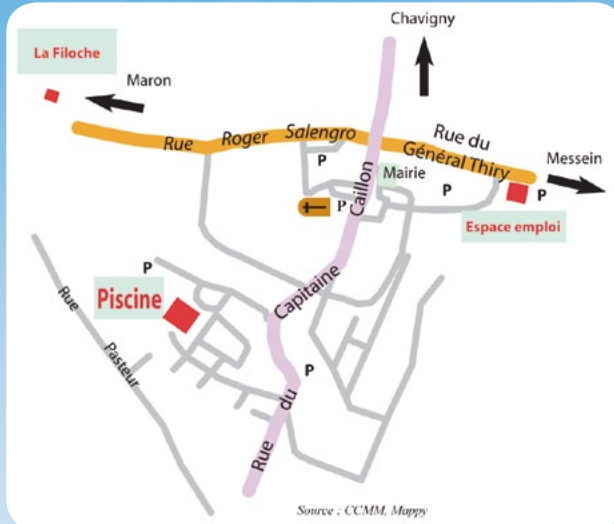 Chavigny
La Filoche
Maron
Rue Roger Salengro
Rue du
Général Thiry
Messein
P
Mairie
P
P
P
Espace emploi
P
Piscine
Rue Pasteur
P
Rue du Capitaine Caillon
Source : CCMM, Mappy